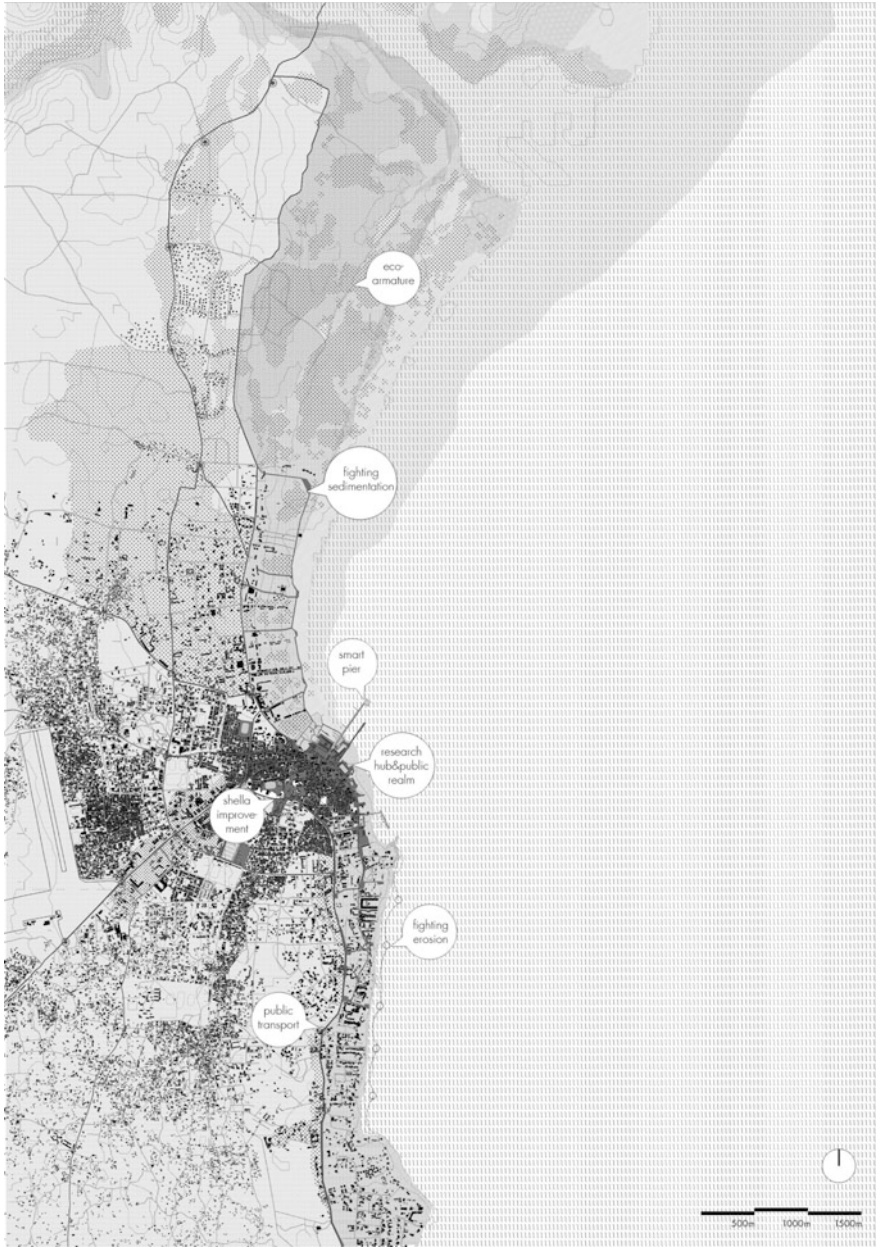 eco-
armature
fighting
sedimentation
smart
pier
research
hub&public
realm
shella
improve-
ment
fighting
erosion
public
transport
500m 1000m 1500m